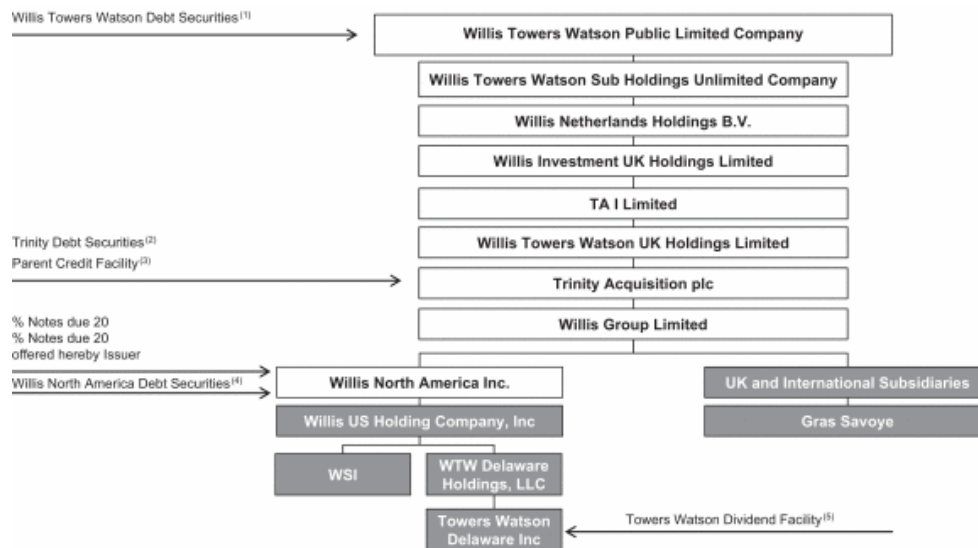 Willis Towers Watson Debt Securities(1)
Willis Towers Watson Public Limited Company
Willis Towers Watson Sub Holdings Unlimited Company
Willis Netherlands Holdings B.V.
Willis Investment UK Holdings Limited
TA I Limited
Trinity Debt Securities(2)
Willis Towers Watson UK Holdings Limited
Parent Credit Facility(3)
Trinity Acquisition plc
% Notes due 20
% Notes due 20
offered hereby Issuer
Willis Group Limited
Willis North America Debt Securities(4)
Willis North America Inc.
UK and International Subsidiaries
Willis US Holding Company, Inc
Gras Savoye
WSI
WTW Delaware
Holdings, LLC
Towers Watson
Delaware Inc
Towers Watson Dividend Facility(5)